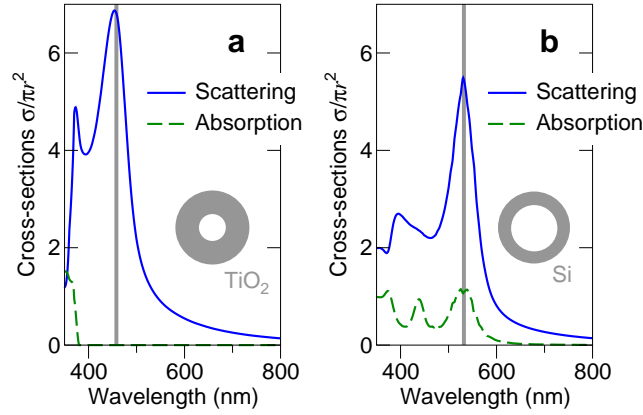 a
Cross-sections σ/πr²
Scattering
Absorption
TiO₂
0
2
4
6
400
600
800
Wavelength (nm)
b
Cross-sections σ/πr²
Scattering
Absorption
Si
0
2
4
6
400
600
800
Wavelength (nm)